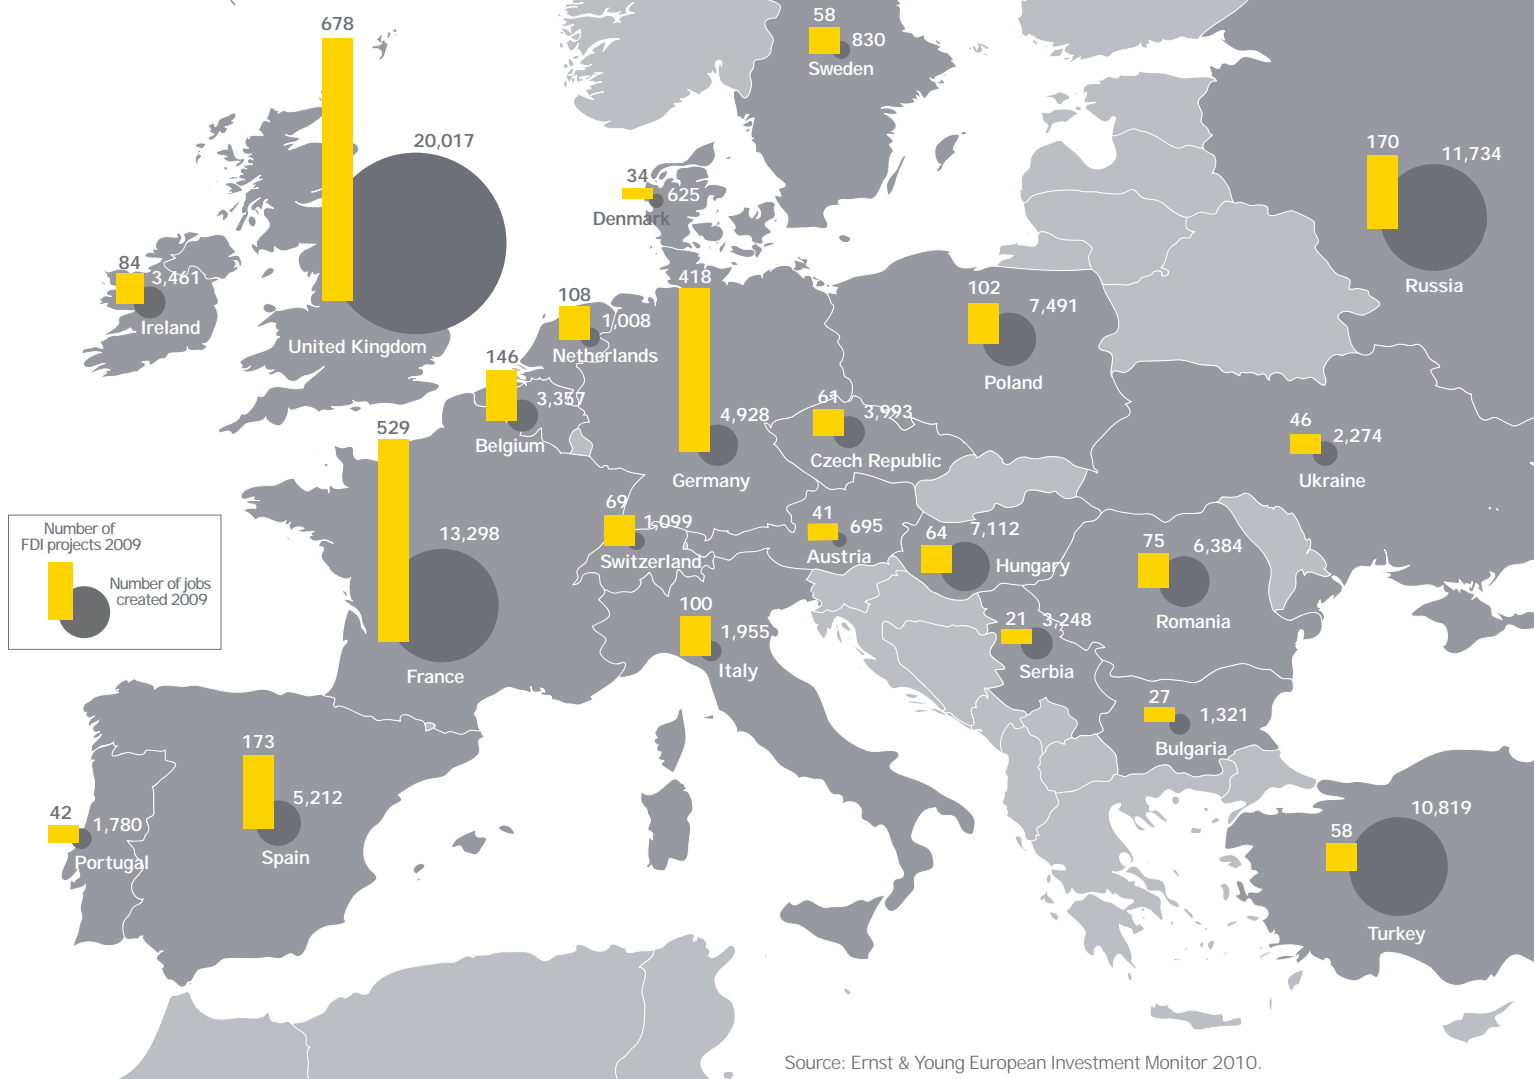 678
58
830
Sweden
20,017
170
11,734
Russia
34
625
Denmark
84
3,461
Ireland
United Kingdom
418
4,928
Germany
108
1,008
Netherlands
102
7,491
Poland
146
3,357
Belgium
61
3,993
Czech Republic
46
2,274
Ukraine
529
13,298
France
69
1,099
Switzerland
41
695
Austria
64
7,112
Hungary
75
6,384
Romania
Number of
FDI projects 2009
Number of jobs
created 2009
100
1,955
Italy
21
3,248
Serbia
27
1,321
Bulgaria
173
5,212
Spain
42
1,780
Portugal
58
10,819
Turkey
Source: Ernst & Young European Investment Monitor 2010.